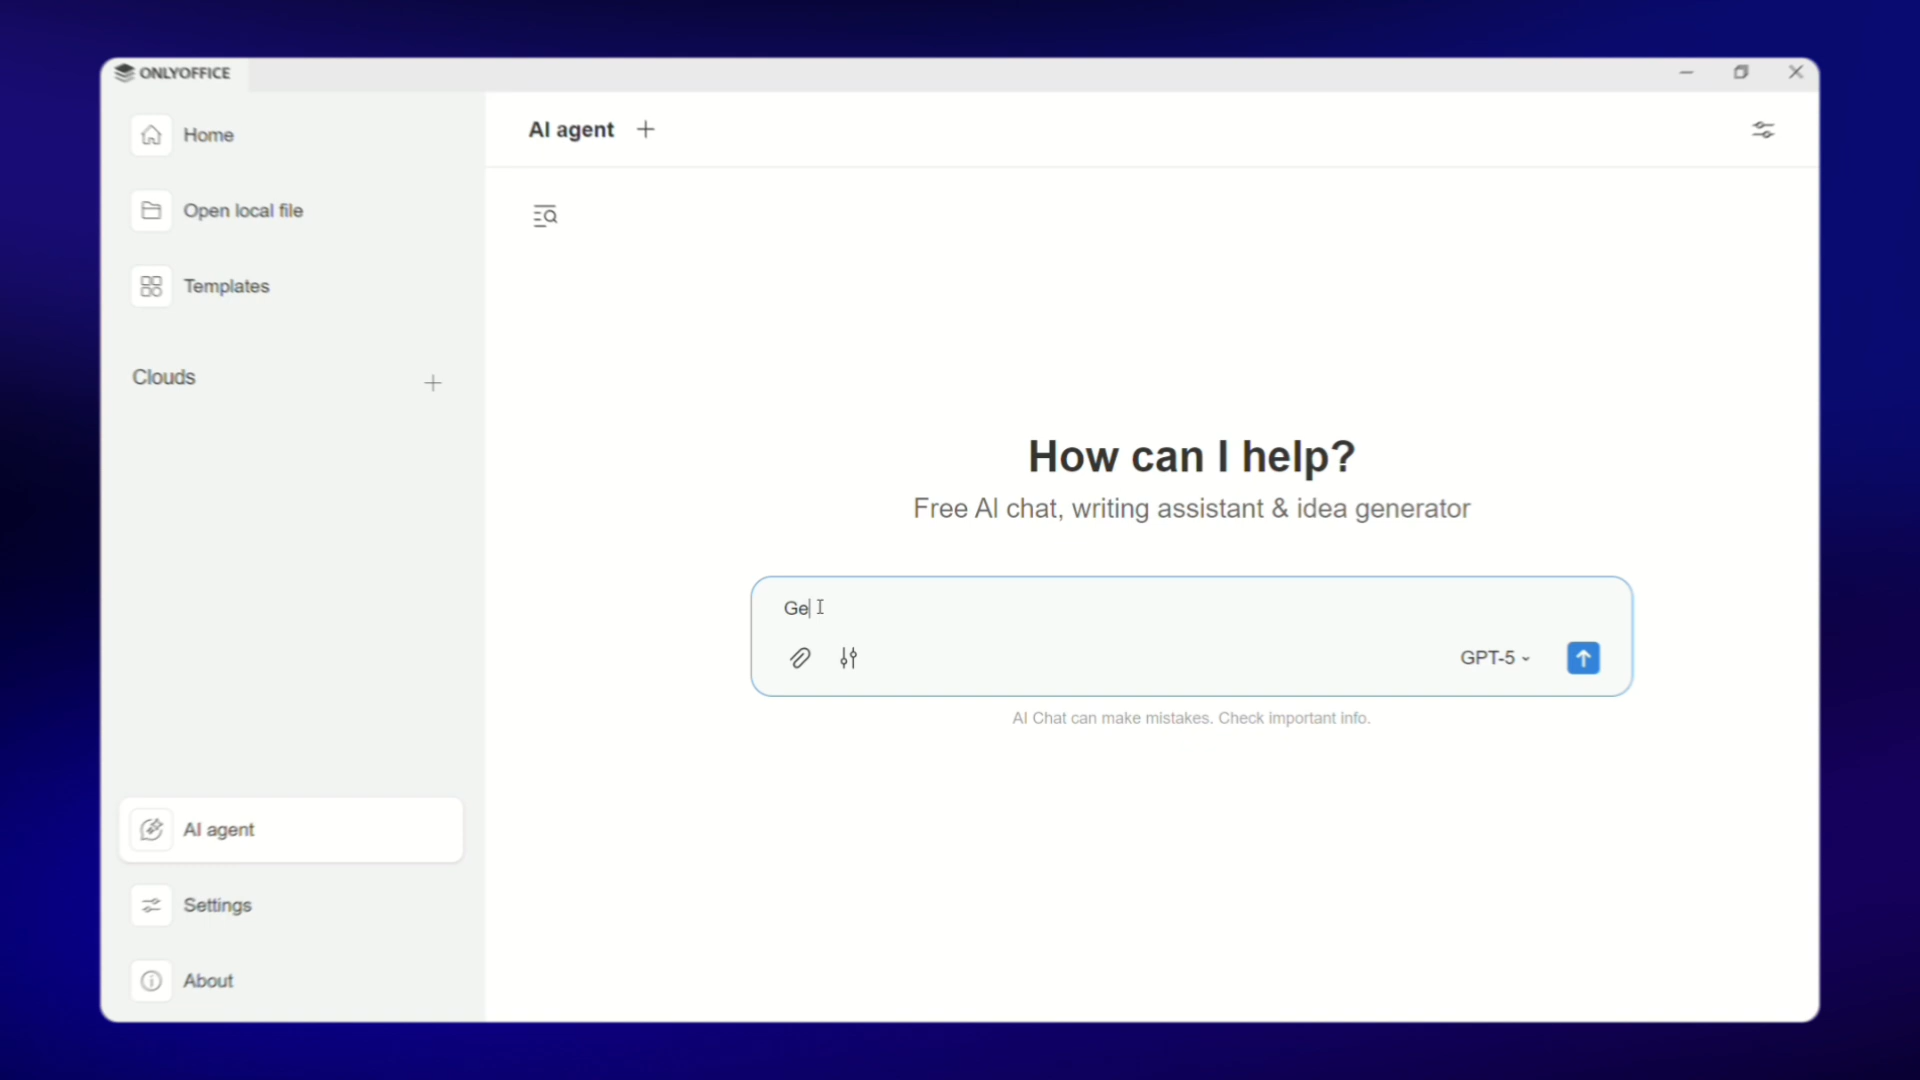 ONLYOFFICE
Home
Open local file
Templates
Clouds
AI agent
Settings
About
AI agent
How can I help?
Free AI chat, writing assistant & idea generator
Ge
GPT-5
AI Chat can make mistakes. Check important info.